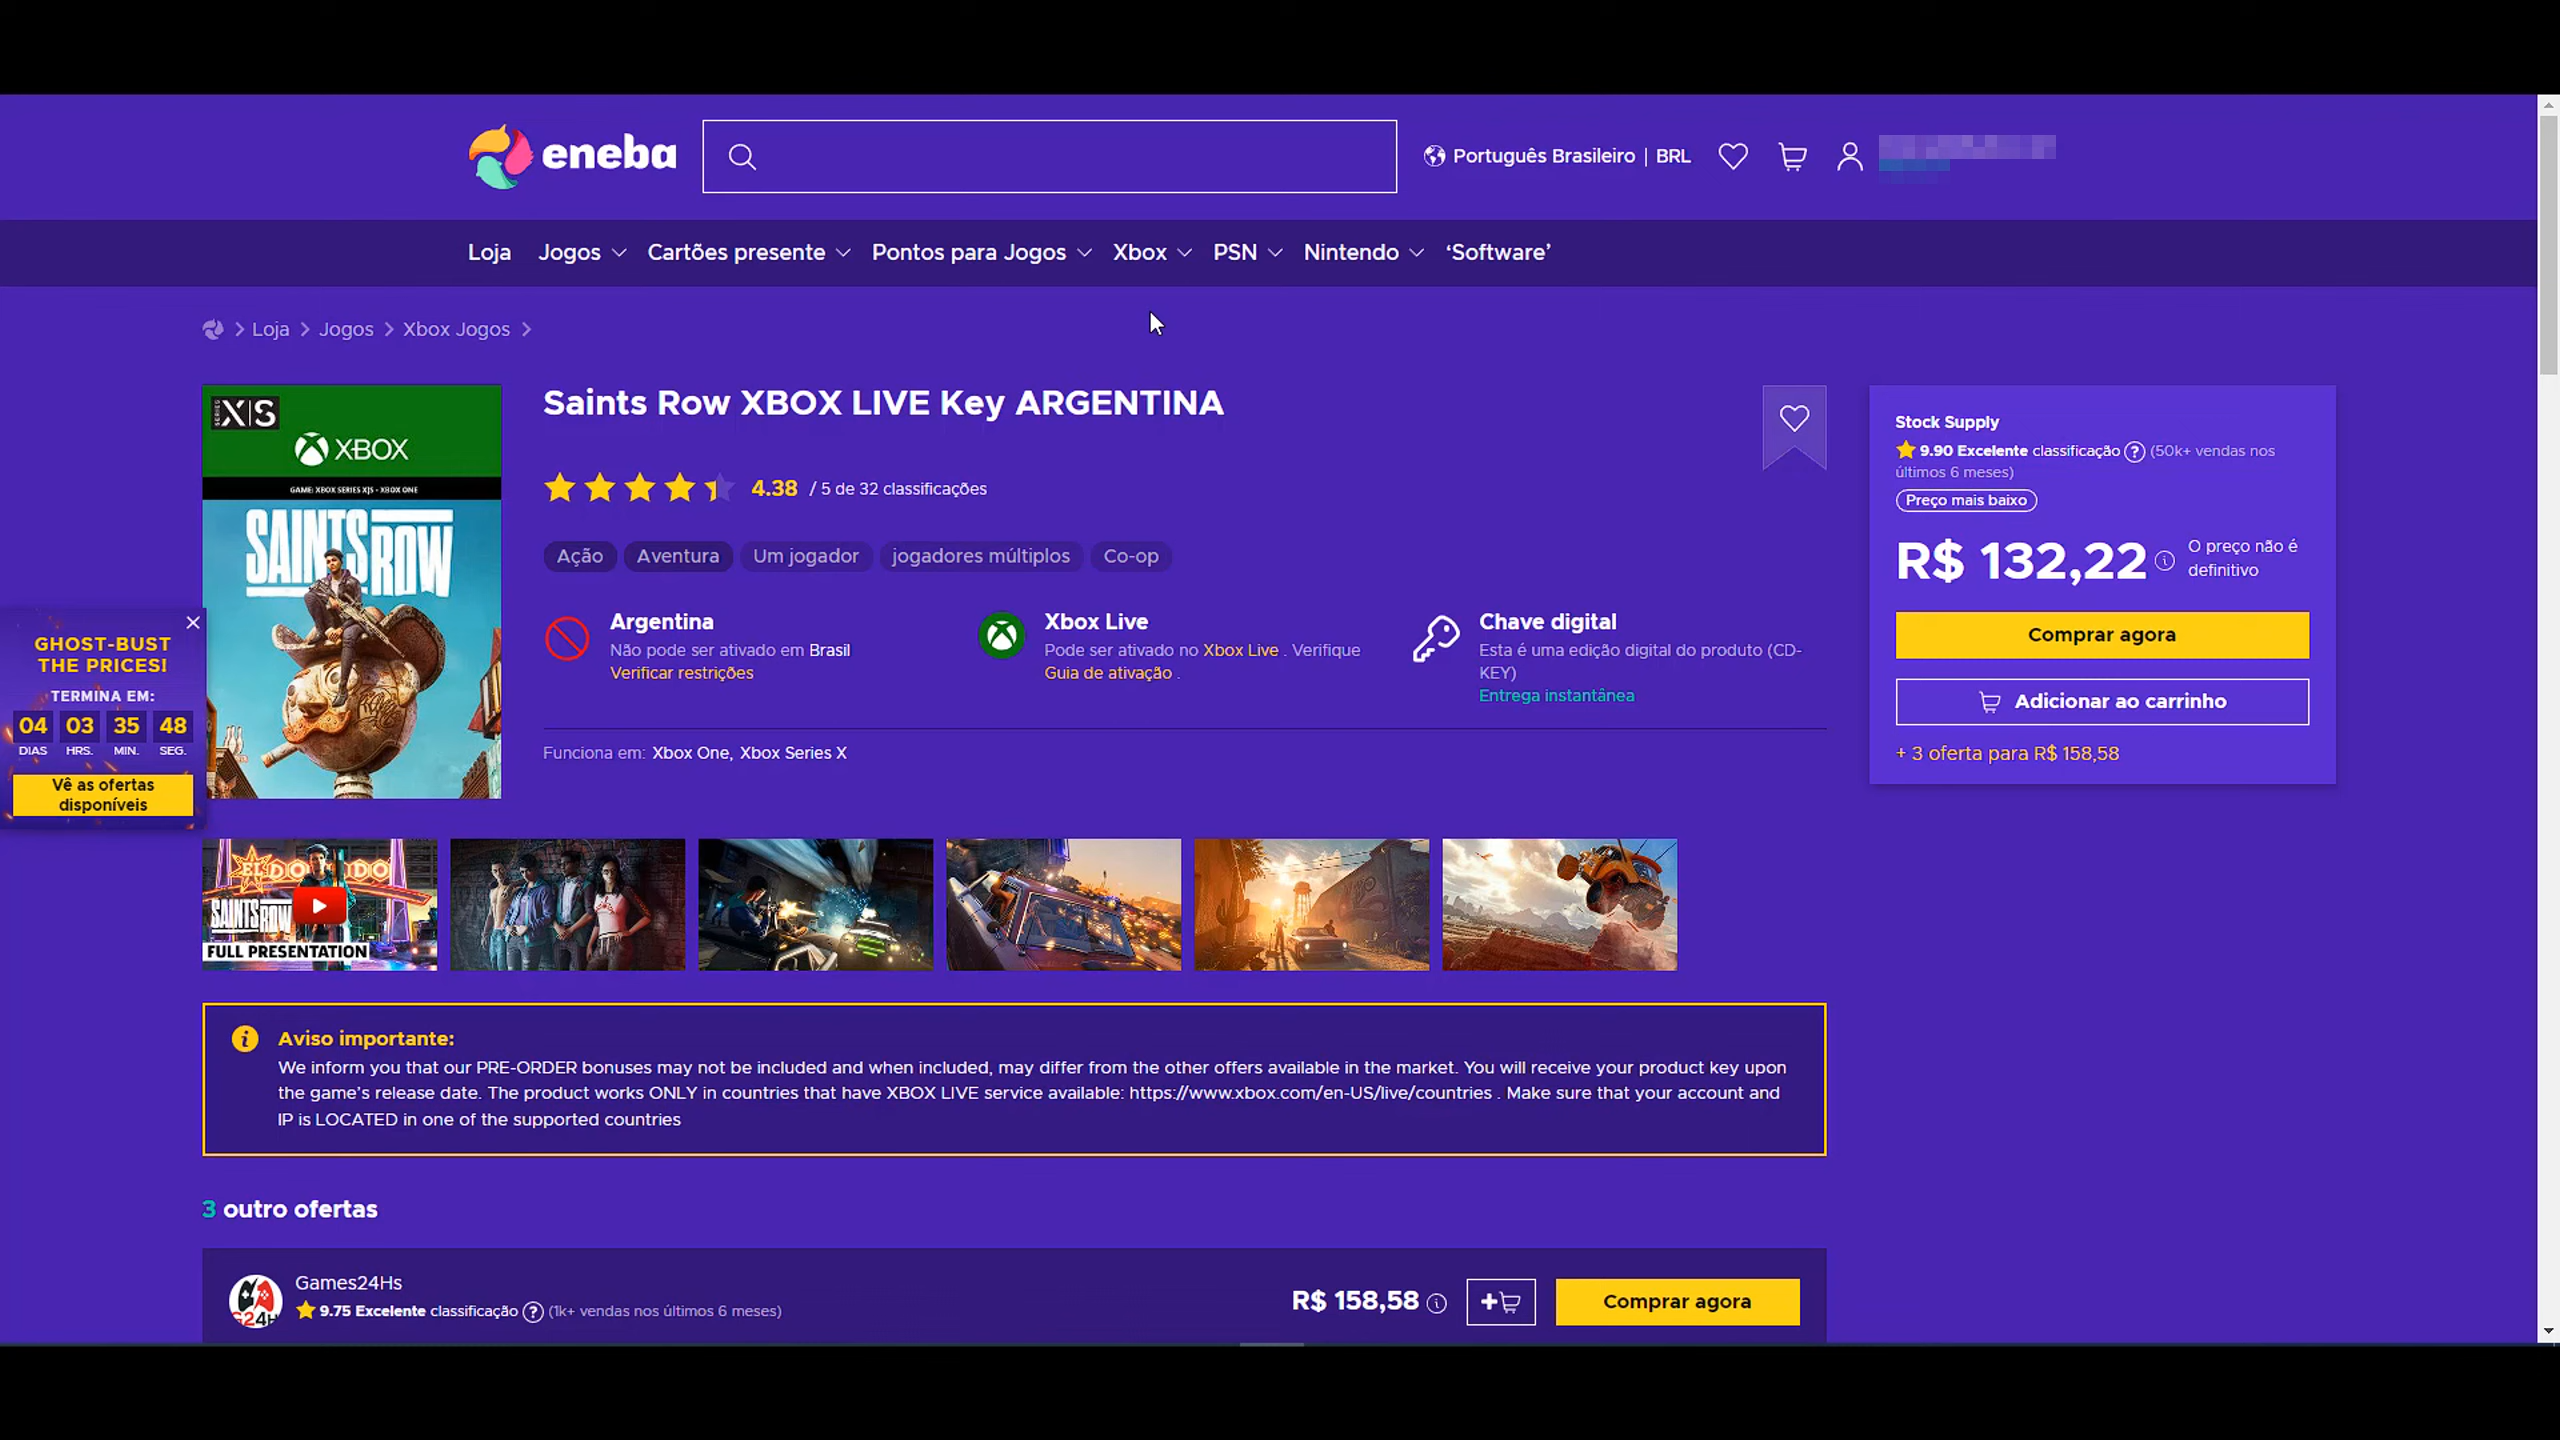 eneba
Português Brasileiro | BRL
Loja Jogos Cartões presente Pontos para Jogos Xbox PSN Nintendo ‘Software’
Loja Jogos Xbox Jogos
SERIES X|S
XBOX
GAME: XBOX SERIES X|S - XBOX ONE
SAINTS ROW
Saints Row XBOX LIVE Key ARGENTINA
4.38 / 5 de 32 classificações
Ação Aventura Um jogador jogadores múltiplos Co-op
Argentina
Não pode ser ativado em Brasil
Verificar restrições
Xbox Live
Pode ser ativado no Xbox Live . Verifique
Guia de ativação .
Chave digital
Esta é uma edição digital do produto (CD-
KEY)
Entrega instantânea
Funciona em: Xbox One, Xbox Series X
Stock Supply
9.90 Excelente classificação ? (50k+ vendas nos
últimos 6 meses)
Preço mais baixo
R$ 132,22
O preço não é
definitivo
Comprar agora
Adicionar ao carrinho
+ 3 oferta para R$ 158,58
GHOST-BUST
THE PRICES!
TERMINA EM:
04 03 35 48
DIAS HRS. MIN. SEG.
Vê as ofertas
disponíveis
EL DO DO
SAINTS ROW
FULL PRESENTATION
Aviso importante:
We inform you that our PRE-ORDER bonuses may not be included and when included, may differ from the other offers available in the market. You will receive your product key upon
the game’s release date. The product works ONLY in countries that have XBOX LIVE service available: https://www.xbox.com/en-US/live/countries . Make sure that your account and
IP is LOCATED in one of the supported countries
3 outro ofertas
G24H
Games24Hs
9.75 Excelente classificação ? (1k+ vendas nos últimos 6 meses)
R$ 158,58
+
Comprar agora